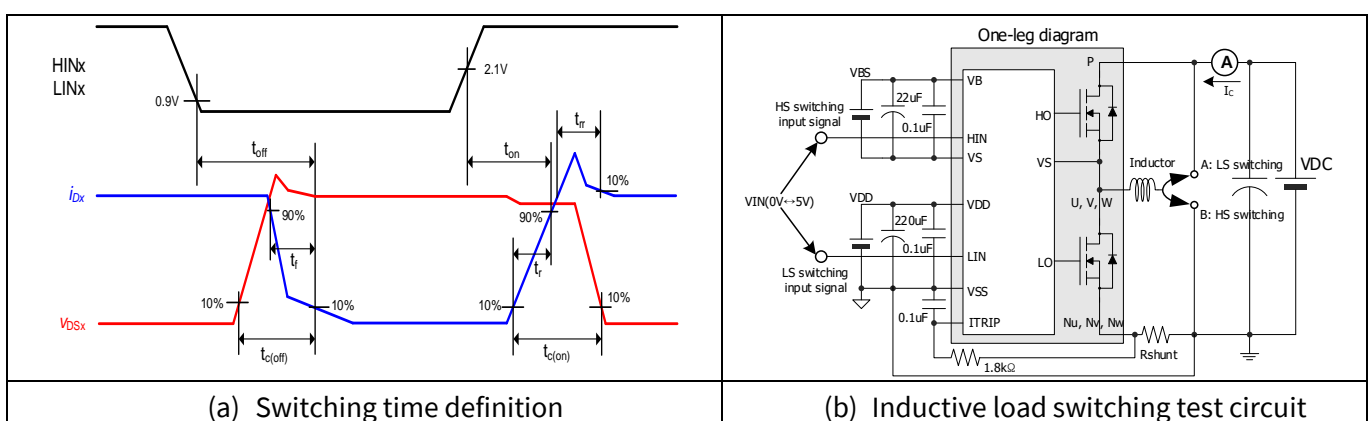 HINx
LINx
0.9V
2.1V
trr
toff
ton
iDx
10%
90%
90%
tf
tr
10%
10%
10%
10%
vDSx
tc(off)
tc(on)
(a) Switching time definition
One-leg diagram
P
A
IC
VBS
VB
22uF
HO
HS switching
input signal
0.1uF
HIN
VS
VS
Inductor
A: LS switching
VDC
VIN(0V↔5V)
U, V, W
B: HS switching
VDD
VDD
220uF
0.1uF
LIN
LO
LS switching
input signal
VSS
0.1uF
ITRIP
Nu, Nv, Nw
Rshunt
1.8kΩ
(b) Inductive load switching test circuit